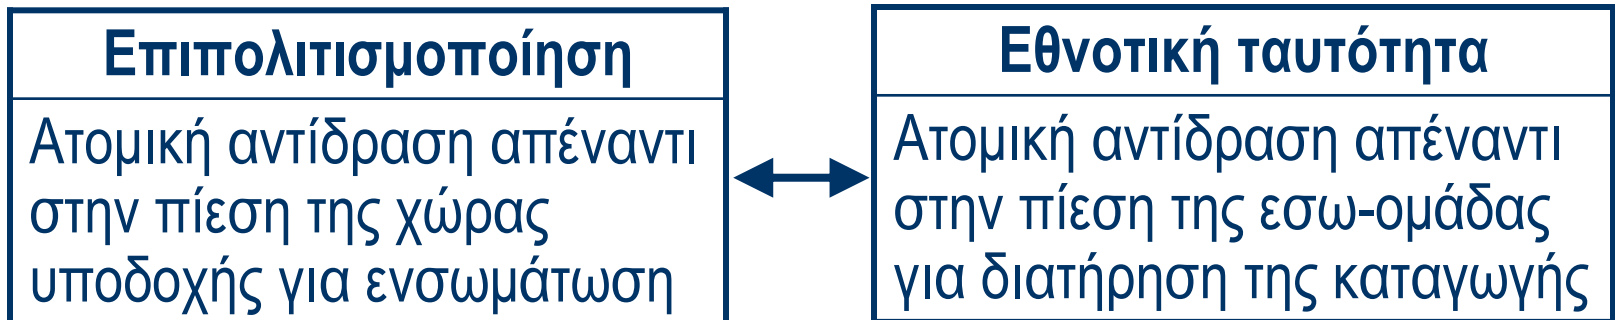 Επιπολιτισμοποίηση
Ατομική αντίδραση απέναντι
στην πίεση της χώρας
υποδοχής για ενσωμάτωση
Εθνοτική ταυτότητα
Ατομική αντίδραση απέναντι
στην πίεση της εσω-ομάδας
για διατήρηση της καταγωγής